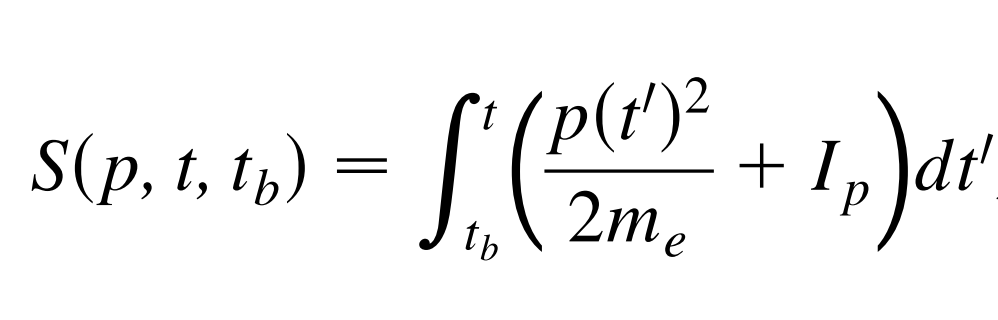 S(p, t, t_b) = ∫_{t_b}^{t} (p(t′)² / 2m_e + I_p) dt′